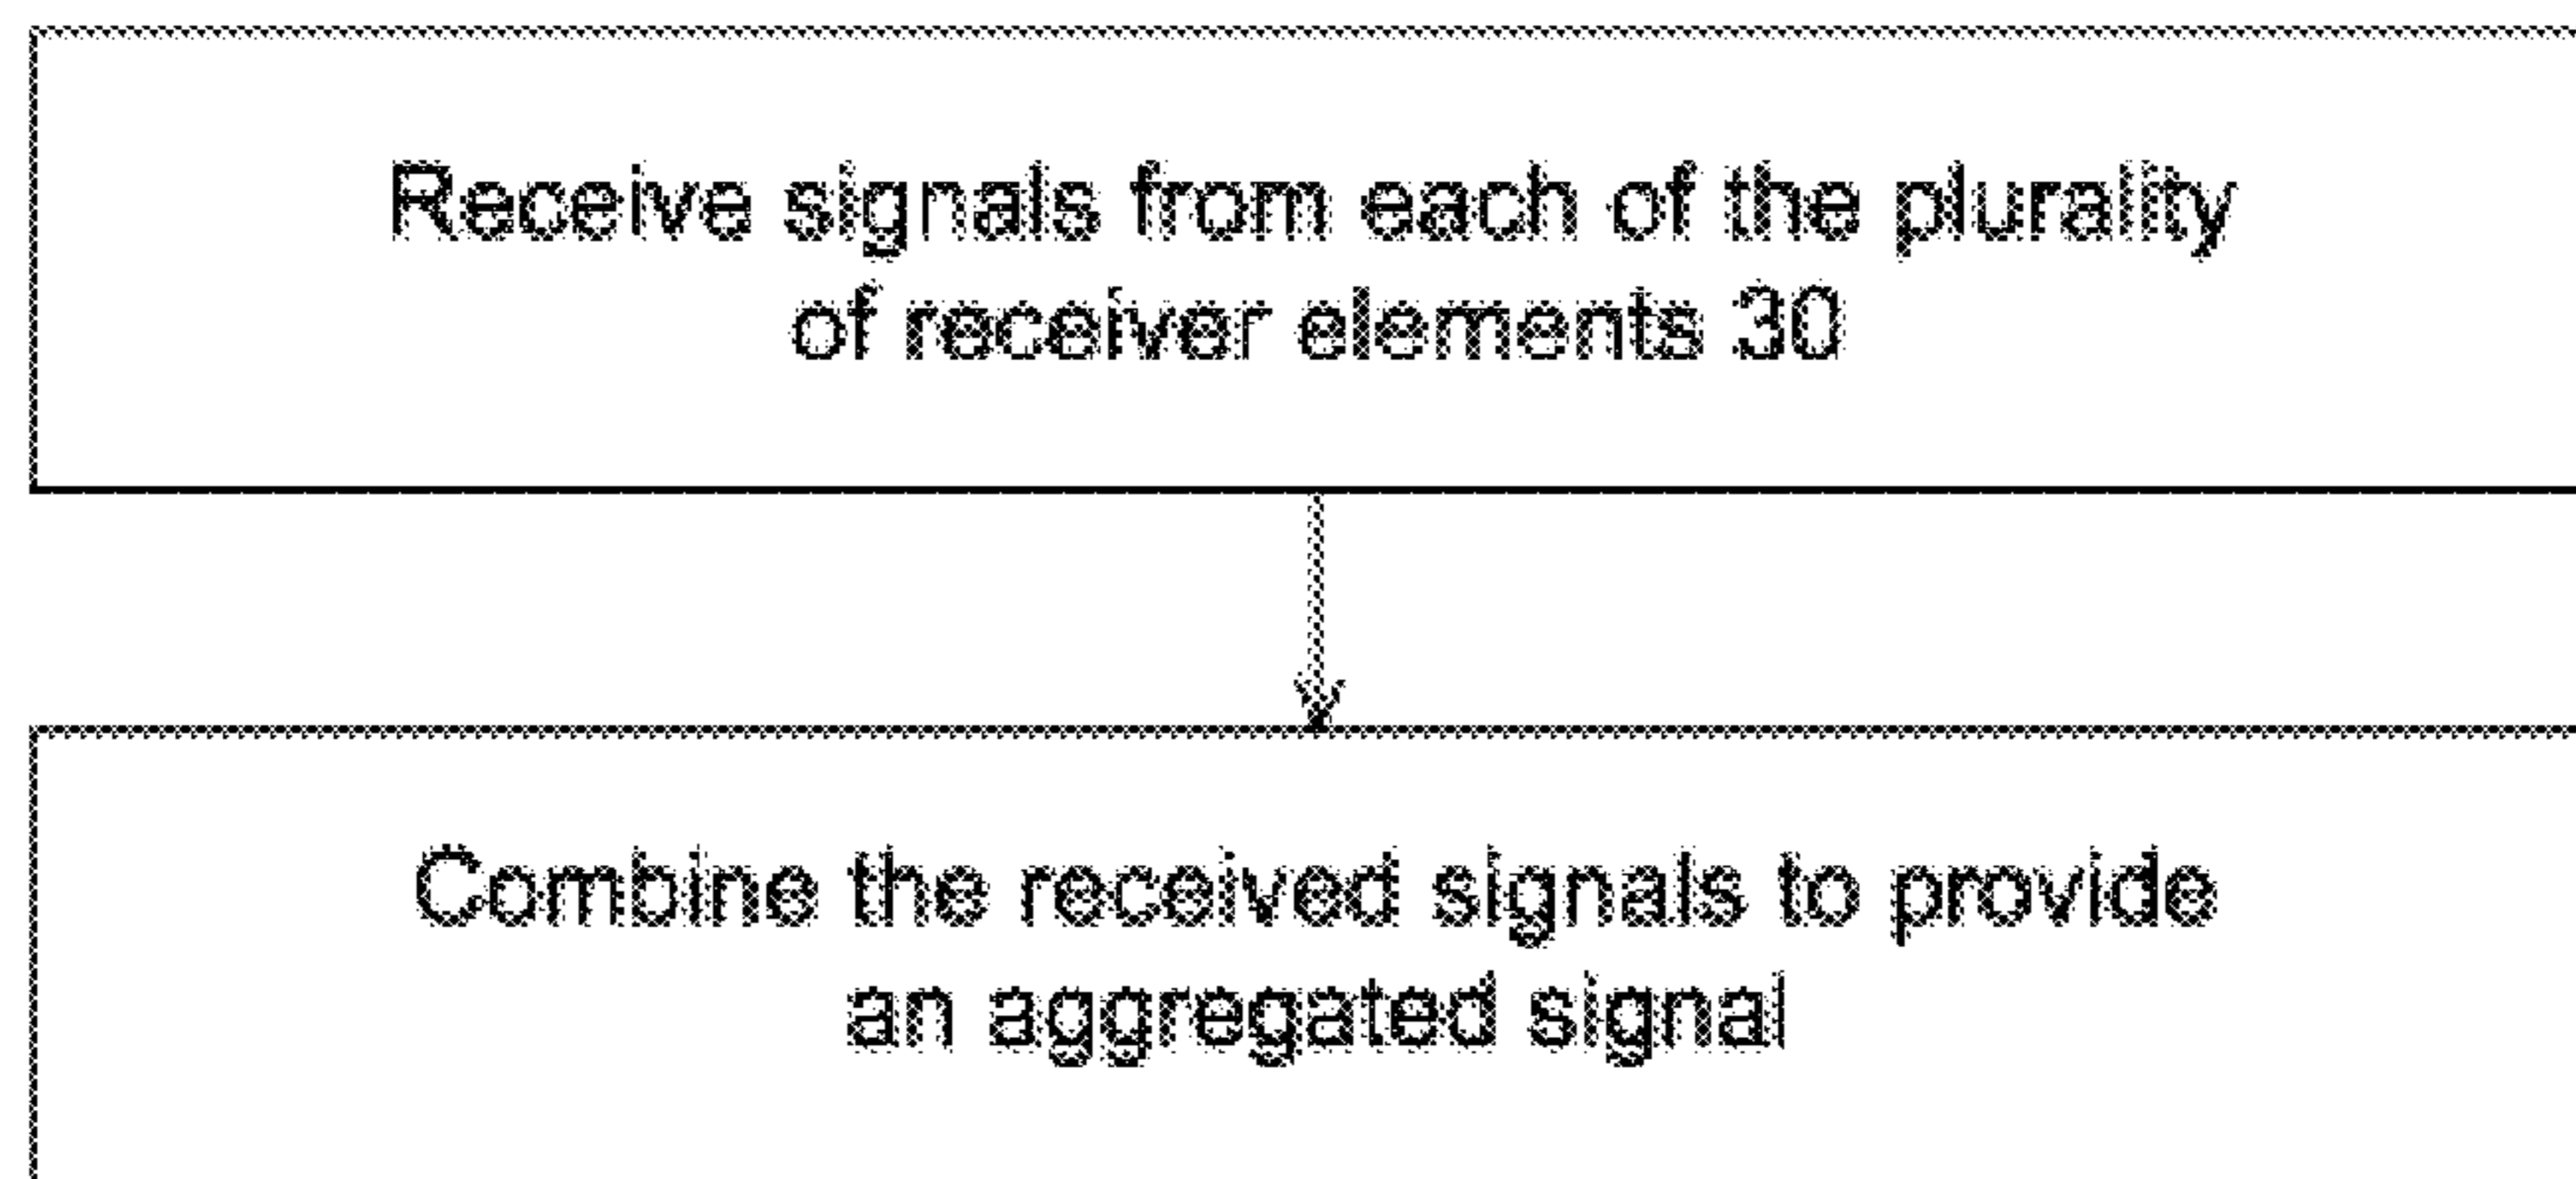 Receive signals from each of the plurality
of receiver elements 30
Combine the received signals to provide
an aggregated signal